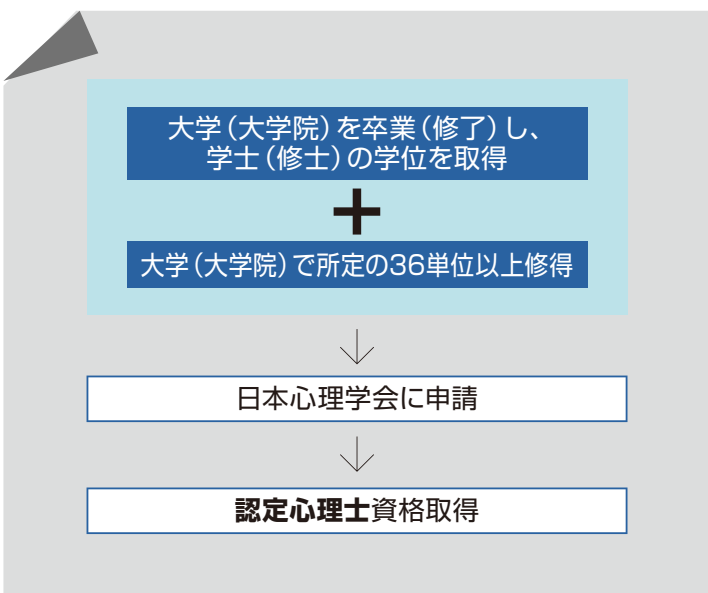 大学（大学院）を卒業（修了）し、
学士（修士）の学位を取得
+
大学（大学院）で所定の36単位以上修得
日本心理学会に申請
認定心理士資格取得